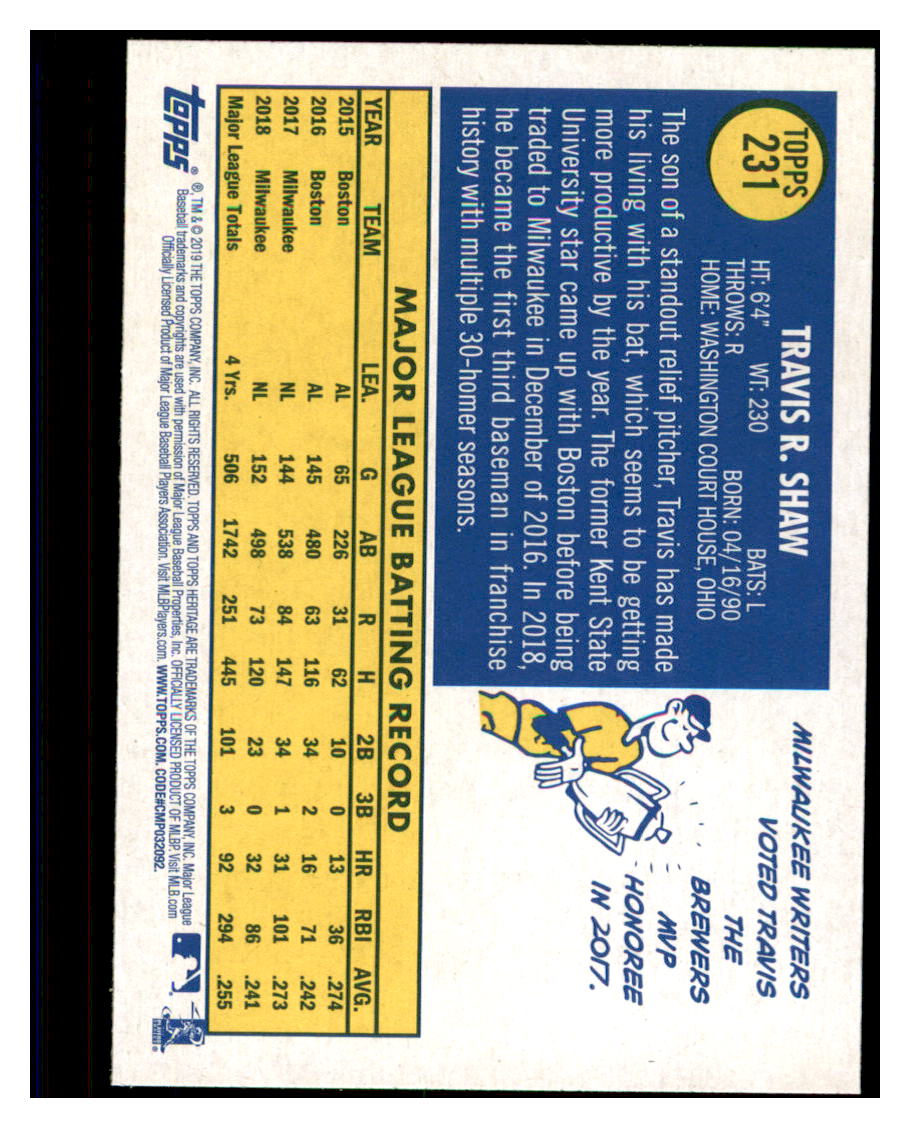 TOPPS
231
TRAVIS R. SHAW
HT: 6'4" WT: 230 BATS: L
THROWS: R BORN: 04/16/90
HOME: WASHINGTON COURT HOUSE, OHIO
The son of a standout relief pitcher, Travis has made
his living with his bat, which seems to be getting
more productive by the year. The former Kent State
University star came up with Boston before being
traded to Milwaukee in December of 2016. In 2018,
he became the first third baseman in franchise
history with multiple 30-homer seasons.
MILWAUKEE WRITERS
VOTED TRAVIS
THE
BREWERS
MVP
HONOREE
IN 2017.
MAJOR LEAGUE BATTING RECORD
YEAR TEAM LEA. G AB R H 2B 3B HR RBI AVG.
2015 Boston AL 65 226 31 62 10 0 13 36 .274
2016 Boston AL 145 480 63 116 34 2 16 71 .242
2017 Milwaukee NL 144 538 84 147 34 1 31 101 .273
2018 Milwaukee NL 152 498 73 120 23 0 32 86 .241
Major League Totals 4 Yrs. 506 1742 251 445 101 3 92 294 .255
topps
®, TM & © 2019 THE TOPPS COMPANY, INC. ALL RIGHTS RESERVED. TOPPS AND TOPPS HERITAGE ARE TRADEMARKS OF THE TOPPS COMPANY, INC. Major League
Baseball trademarks and copyrights are used with permission of Major League Baseball Properties, Inc. OFFICIALLY LICENSED PRODUCT OF MLBP. Visit MLB.com
Officially Licensed Product of Major League Baseball Players Association. Visit MLBPlayers.com. WWW.TOPPS.COM. CODE#CMP032092.